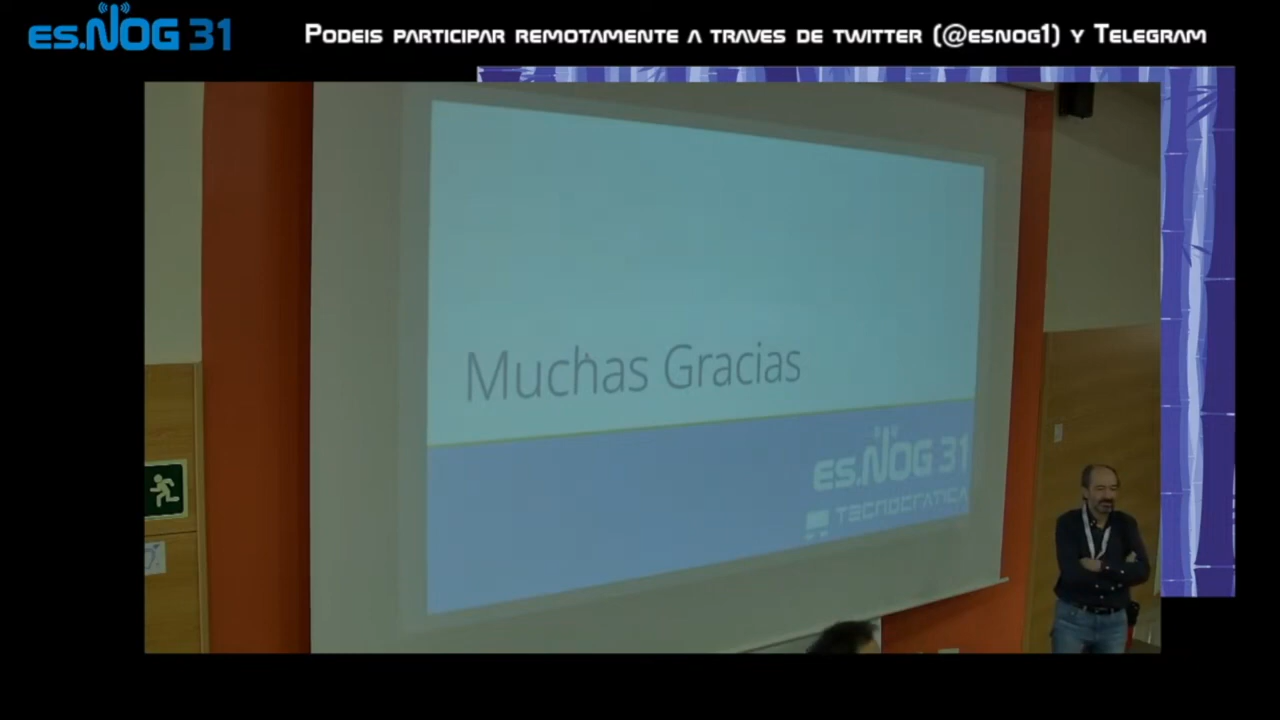 es.NOG 31
Podeis participar remotamente a traves de twitter (@esnog1) y Telegram
Muchas Gracias
es.NOG 31
TECNOCRATICA